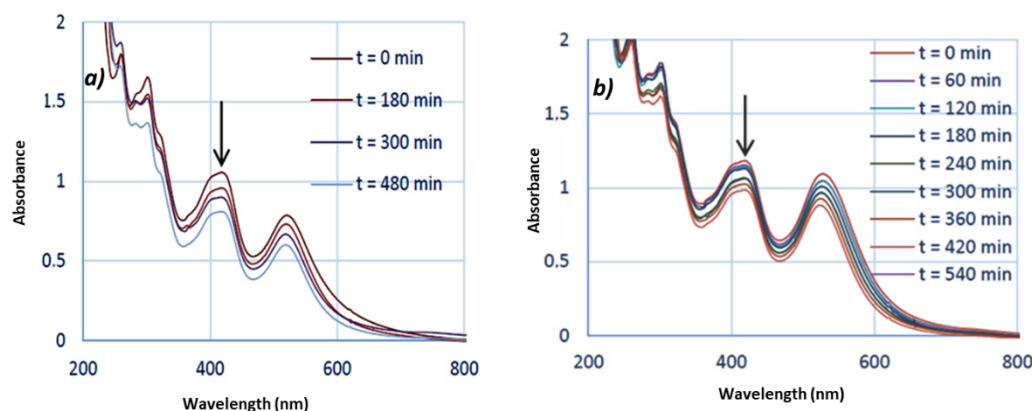 2
a)
1.5
1
0.5
0
Absorbance
t = 0 min
t = 180 min
t = 300 min
t = 480 min
200 400 600 800
Wavelength (nm)
2
b)
1.5
1
0.5
0
Absorbance
t = 0 min
t = 60 min
t = 120 min
t = 180 min
t = 240 min
t = 300 min
t = 360 min
t = 420 min
t = 540 min
200 400 600 800
Wavelength (nm)